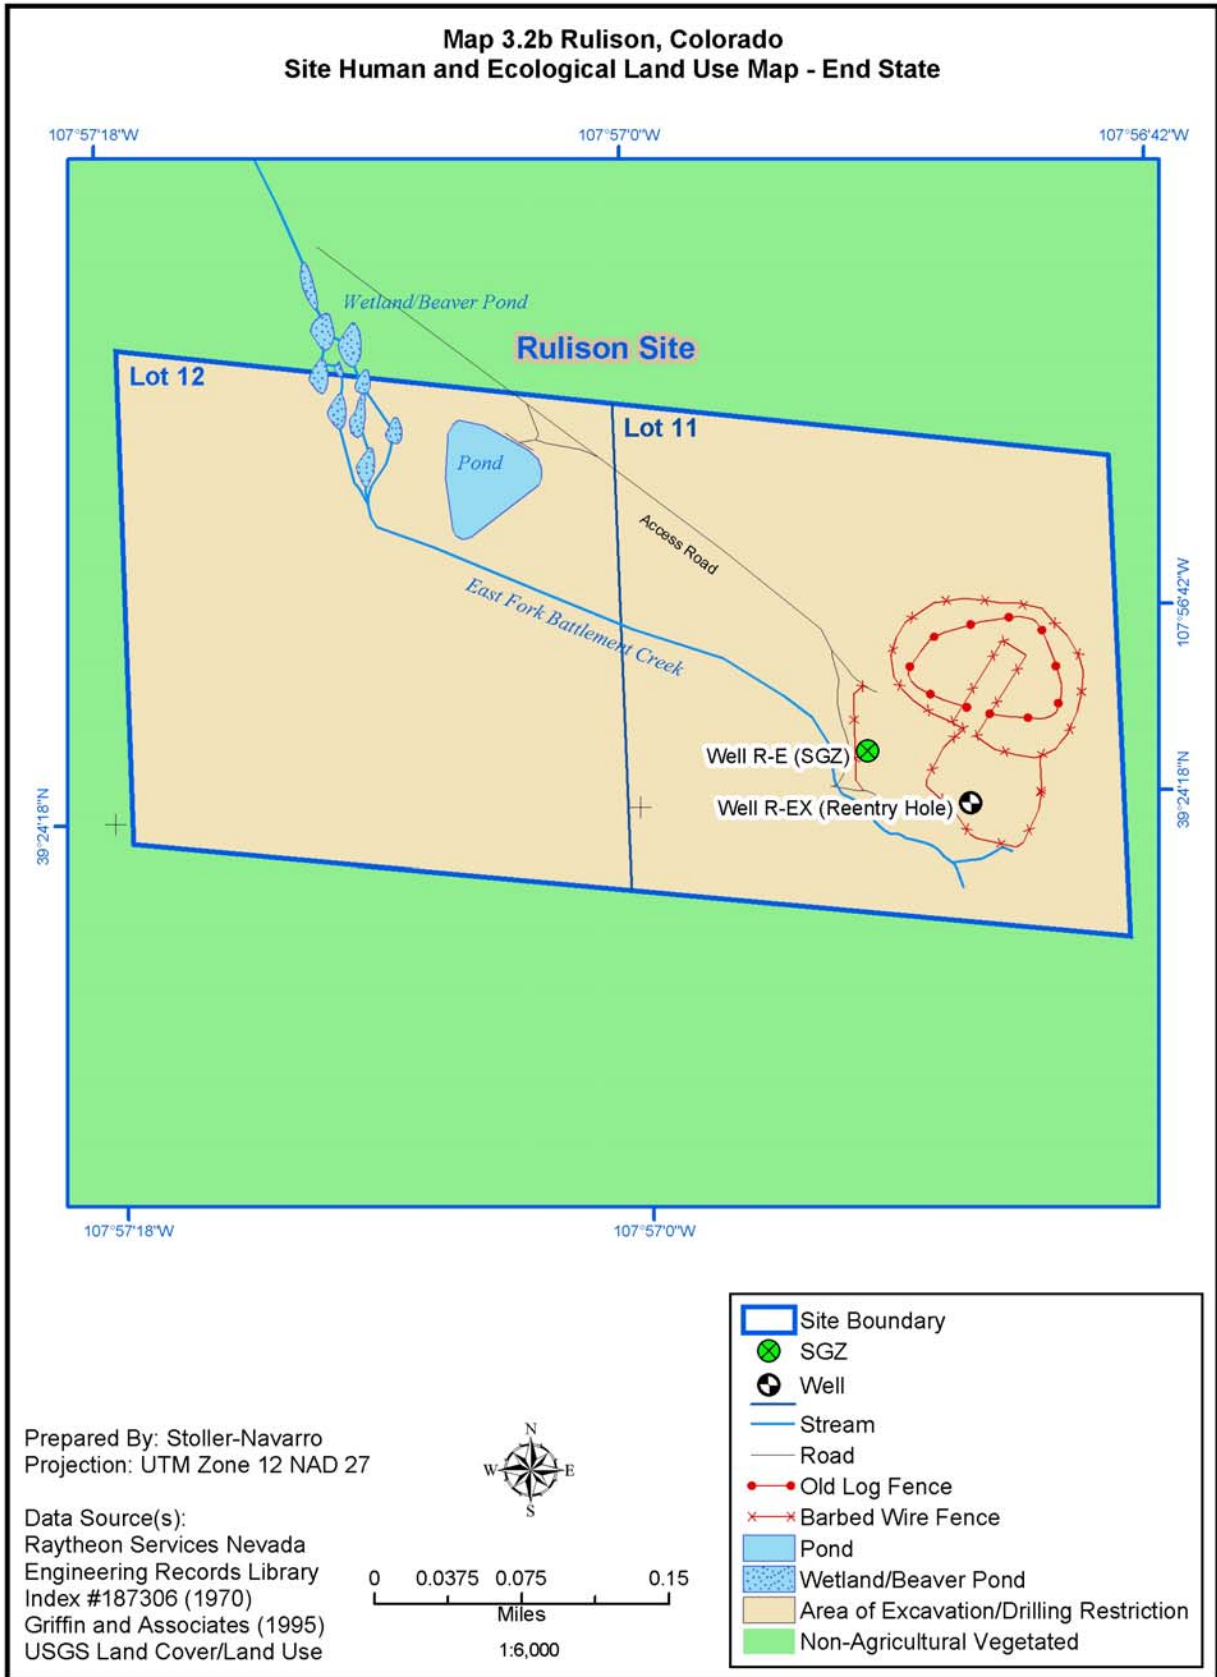 Map 3.2b Rulison, Colorado
Site Human and Ecological Land Use Map - End State
107°57'18"W
107°57'0"W
107°56'42"W
Wetland/Beaver Pond
Rulison Site
Lot 12
Lot 11
Pond
Access Road
East Fork Battlement Creek
107°56'42"W
Well R-E (SGZ)
Well R-EX (Reentry Hole)
39°24'18"N
39°24'18"N
107°57'18"W
107°57'0"W
Site Boundary
SGZ
Well
Stream
Road
Old Log Fence
Barbed Wire Fence
Pond
Wetland/Beaver Pond
Area of Excavation/Drilling Restriction
Non-Agricultural Vegetated
Prepared By: Stoller-Navarro
Projection: UTM Zone 12 NAD 27
Data Source(s):
Raytheon Services Nevada
Engineering Records Library
Index #187306 (1970)
Griffin and Associates (1995)
USGS Land Cover/Land Use
N
W E
S
0 0.0375 0.075 0.15
Miles
1:6,000